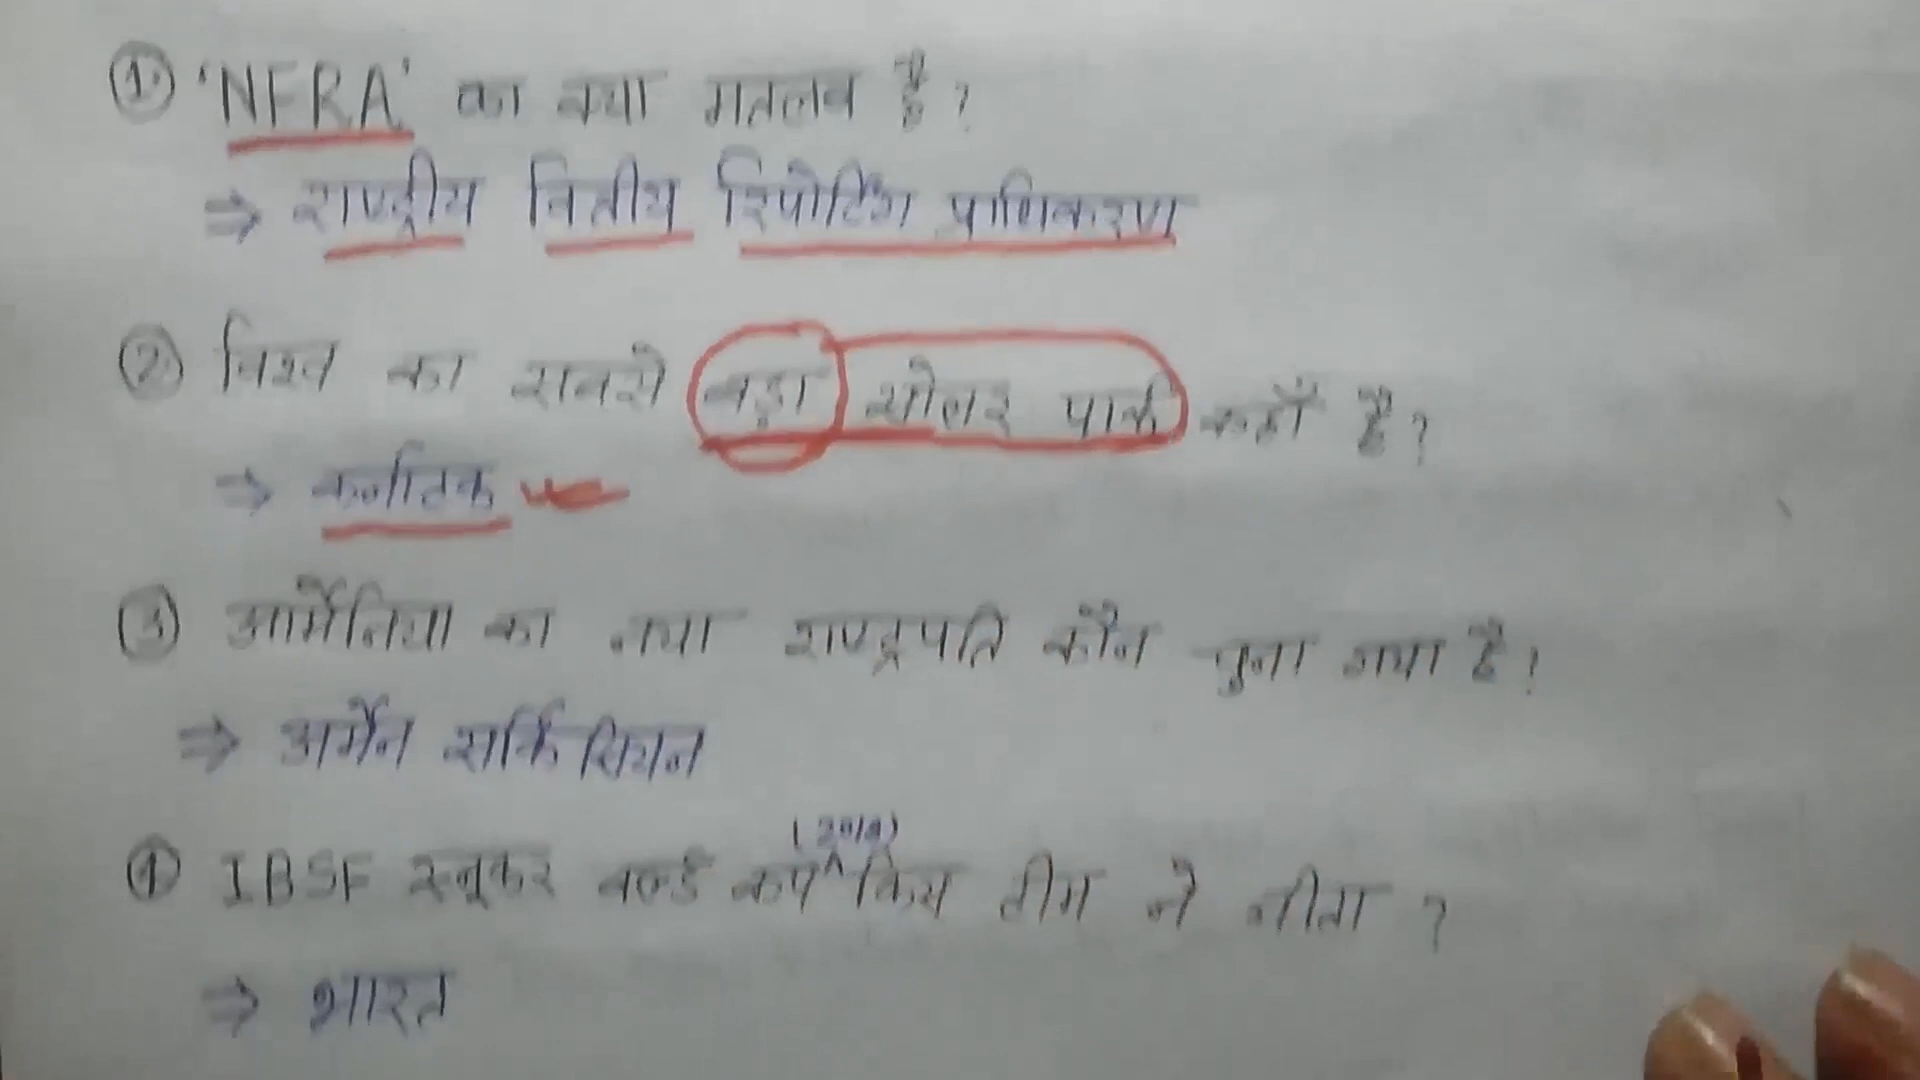 ① 'NFRA' का क्या मतलब है?
⇒ राष्ट्रीय वित्तीय रिपोर्टिंग प्राधिकरण
② विश्व का सबसे बड़ा सोलर पार्क कहाँ है?
⇒ कर्नाटक
③ आर्मेनिया का नया राष्ट्रपति कौन चुना गया है?
⇒ अर्मेन सर्किसियन
④ IBSF स्नूकर वर्ल्ड कप (2018) किस टीम ने जीता ?
⇒ भारत